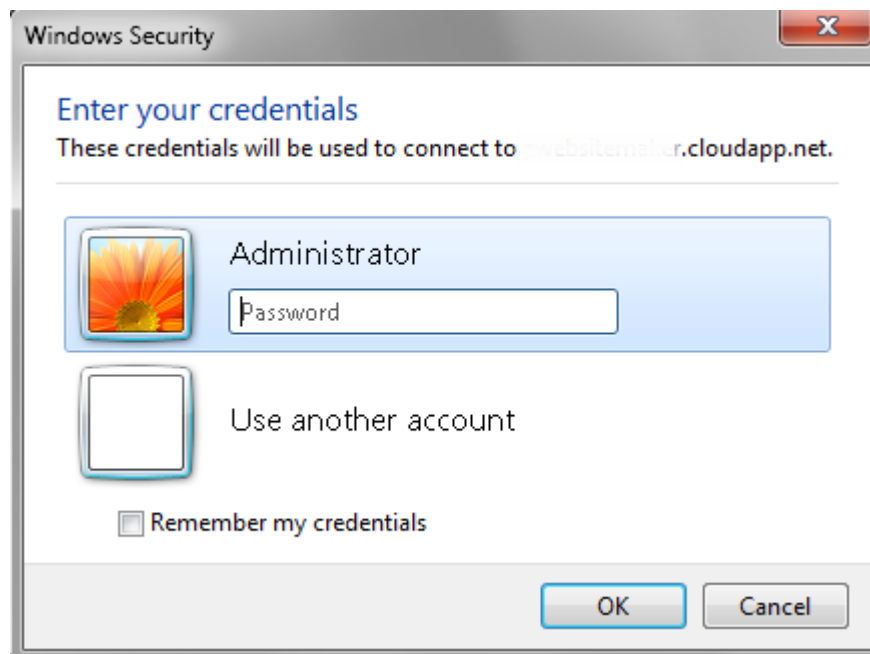 Windows Security
Enter your credentials
These credentials will be used to connect to websitemaker.cloudapp.net.
Administrator
Password
Use another account
Remember my credentials
OK
Cancel